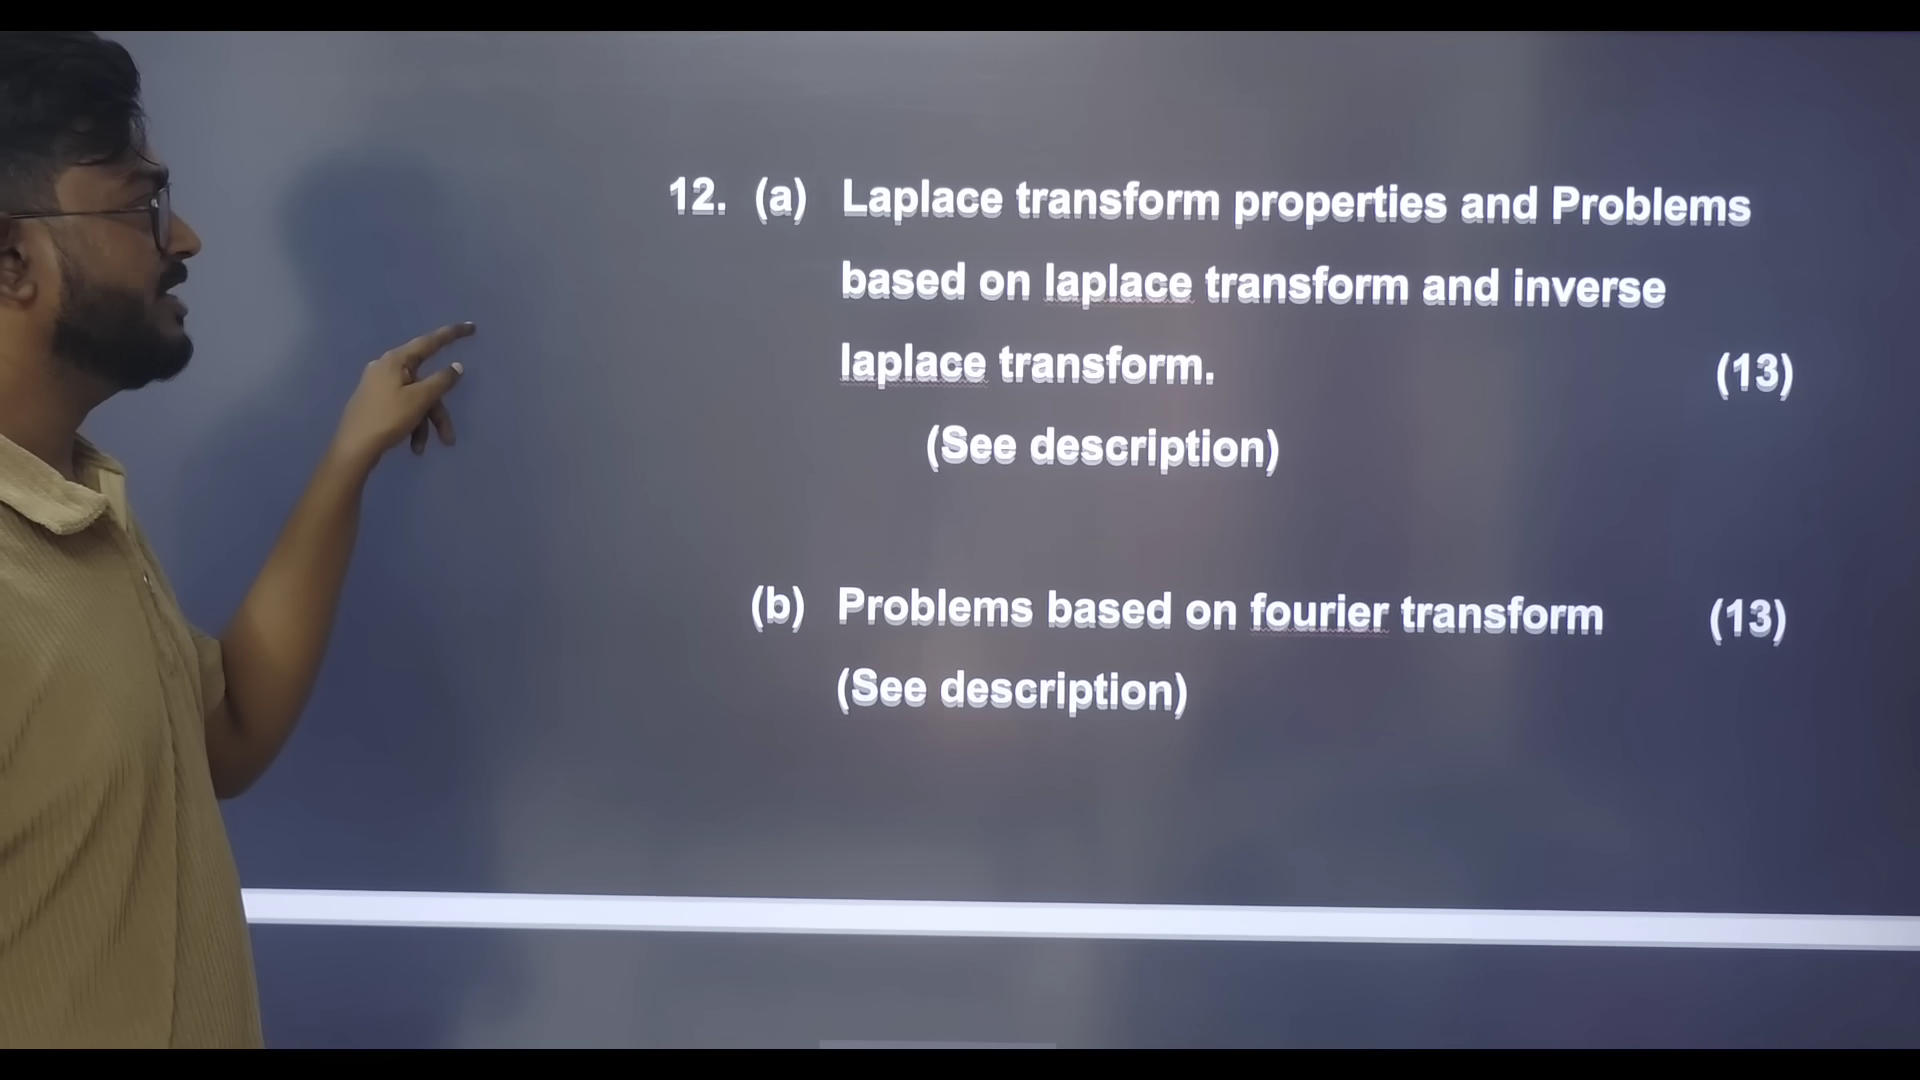 12. (a) Laplace transform properties and Problems
based on laplace transform and inverse
laplace transform. (13)
(See description)
(b) Problems based on fourier transform (13)
(See description)